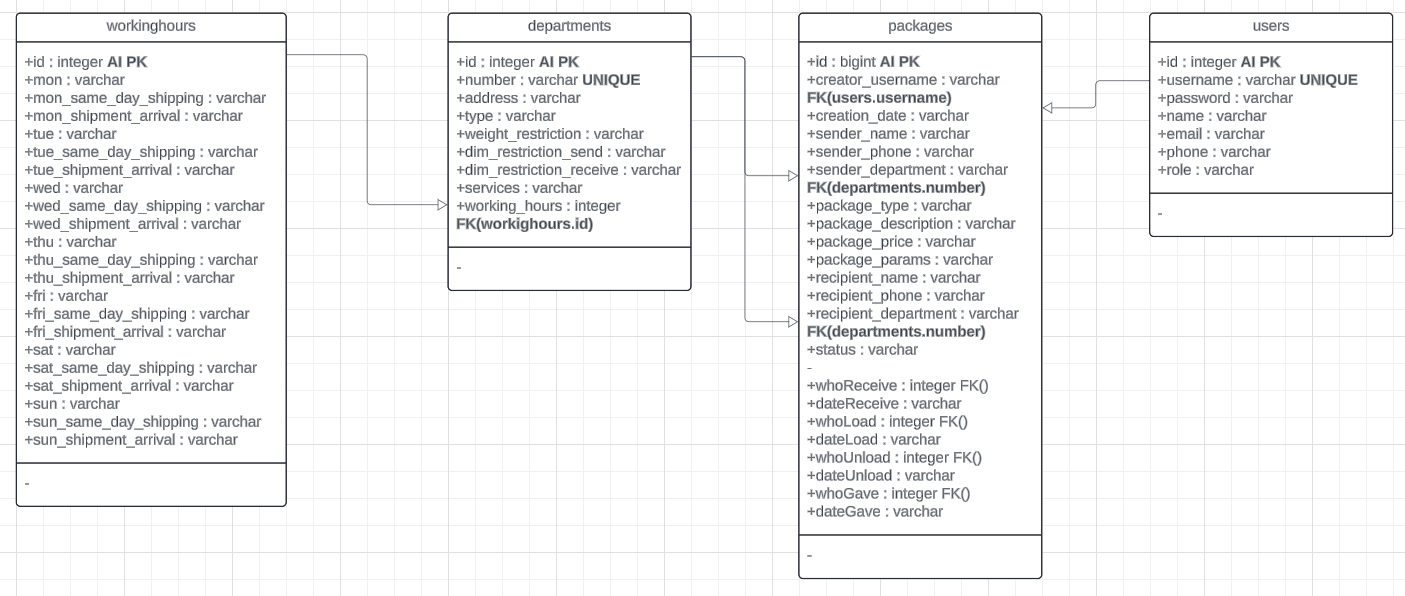 workinghours
+id : integer AI PK
+mon : varchar
+mon_same_day_shipping : varchar
+mon_shipment_arrival : varchar
+tue : varchar
+tue_same_day_shipping : varchar
+tue_shipment_arrival : varchar
+wed : varchar
+wed_same_day_shipping : varchar
+wed_shipment_arrival : varchar
+thu : varchar
+thu_same_day_shipping : varchar
+thu_shipment_arrival : varchar
+fri : varchar
+fri_same_day_shipping : varchar
+fri_shipment_arrival : varchar
+sat : varchar
+sat_same_day_shipping : varchar
+sat_shipment_arrival : varchar
+sun : varchar
+sun_same_day_shipping : varchar
+sun_shipment_arrival : varchar
-
departments
+id : integer AI PK
+number : varchar UNIQUE
+address : varchar
+type : varchar
+weight_restriction : varchar
+dim_restriction_send : varchar
+dim_restriction_receive : varchar
+services : varchar
+working_hours : integer
FK(workighours.id)
-
packages
+id : bigint AI PK
+creator_username : varchar
FK(users.username)
+creation_date : varchar
+sender_name : varchar
+sender_phone : varchar
+sender_department : varchar
FK(departments.number)
+package_type : varchar
+package_description : varchar
+package_price : varchar
+package_params : varchar
+recipient_name : varchar
+recipient_phone : varchar
+recipient_department : varchar
FK(departments.number)
+status : varchar
-
+whoReceive : integer FK()
+dateReceive : varchar
+whoLoad : integer FK()
+dateLoad : varchar
+whoUnload : integer FK()
+dateUnload : varchar
+whoGave : integer FK()
+dateGave : varchar
-
users
+id : integer AI PK
+username : varchar UNIQUE
+password : varchar
+name : varchar
+email : varchar
+phone : varchar
+role : varchar
-